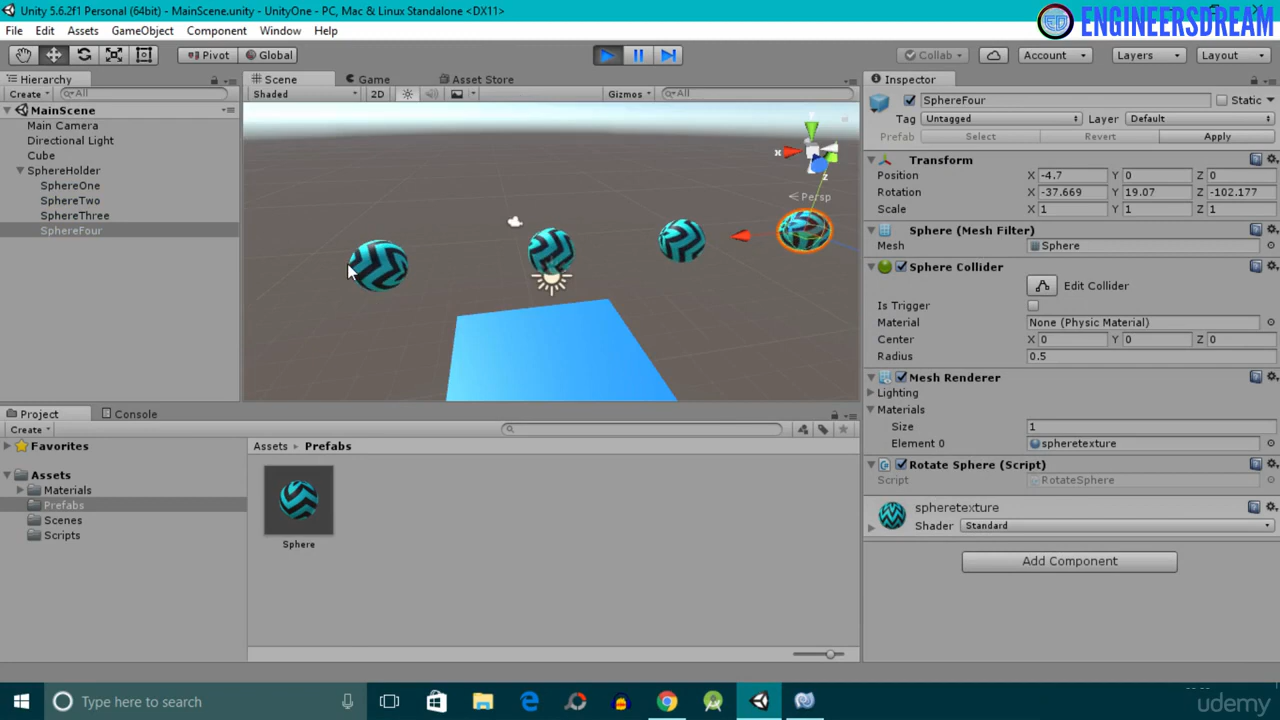 Unity 5.6.2f1 Personal (64bit) - MainScene.unity - UnityOne - PC, Mac & Linux Standalone <DX11>
ED ENGINEERSDREAM
File Edit Assets GameObject Component Window Help
Pivot Global Collab Account Layers Layout
Hierarchy
Create All
MainScene
Main Camera
Directional Light
Cube
SphereHolder
SphereOne
SphereTwo
SphereThree
SphereFour
Scene Game Asset Store
Shaded 2D Gizmos All
y
x
z
Persp
Inspector
SphereFour Static
Tag Untagged Layer Default
Prefab Select Revert Apply
Transform
Position X -4.7 Y 0 Z 0
Rotation X -37.669 Y 19.07 Z -102.177
Scale X 1 Y 1 Z 1
Sphere (Mesh Filter)
Mesh Sphere
Sphere Collider
Edit Collider
Is Trigger
Material None (Physic Material)
Center X 0 Y 0 Z 0
Radius 0.5
Mesh Renderer
Lighting
Materials
Size 1
Element 0 spheretexture
Rotate Sphere (Script)
Script RotateSphere
spheretexture
Shader Standard
Add Component
Project Console
Create
Favorites
Assets
Materials
Prefabs
Scenes
Scripts
Assets Prefabs
Sphere
Type here to search
udemy